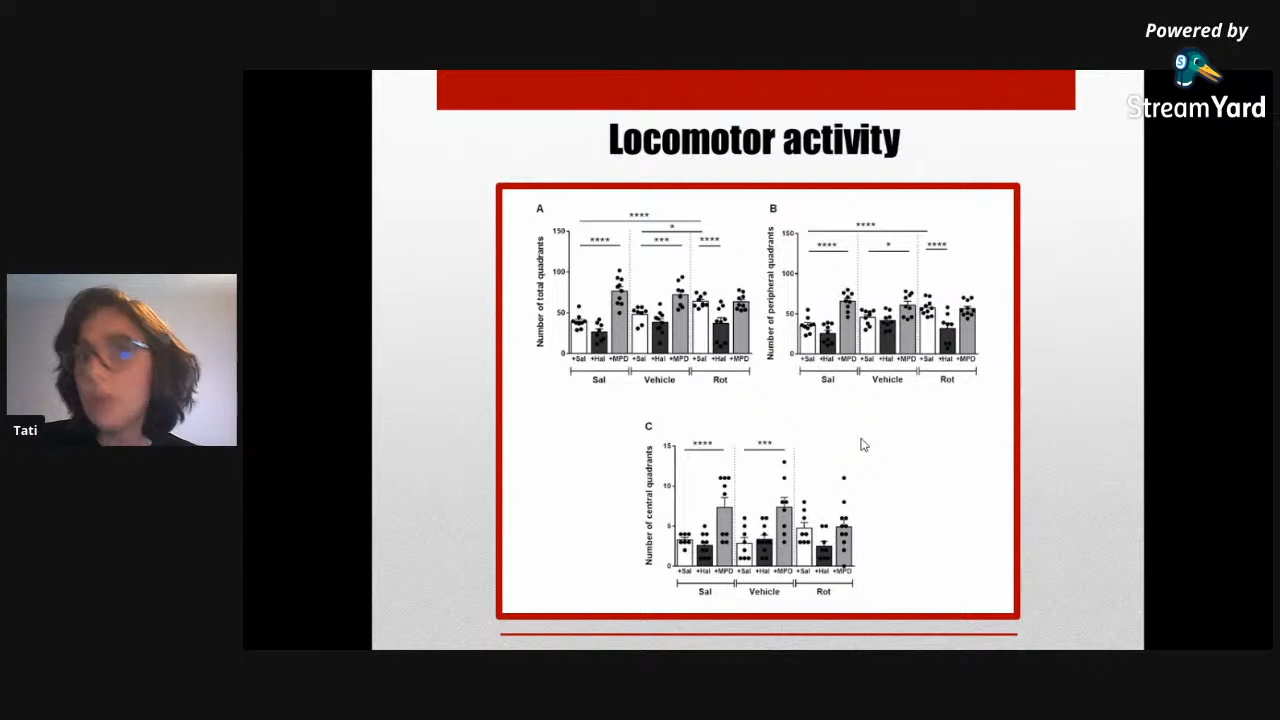 Powered by
StreamYard
Locomotor activity
A
Number of total quadrants
150
100
50
0
****
*
****
***
****
+Sal +Hal +MPD +Sal +Hal +MPD +Sal +Hal +MPD
Sal Vehicle Rot
B
Number of peripheral quadrants
150
100
50
0
****
****
*
****
+Sal +Hal +MPD +Sal +Hal +MPD +Sal +Hal +MPD
Sal Vehicle Rot
C
Number of central quadrants
15
10
5
0
****
***
+Sal +Hal +MPD +Sal +Hal +MPD +Sal +Hal +MPD
Sal Vehicle Rot
Tati